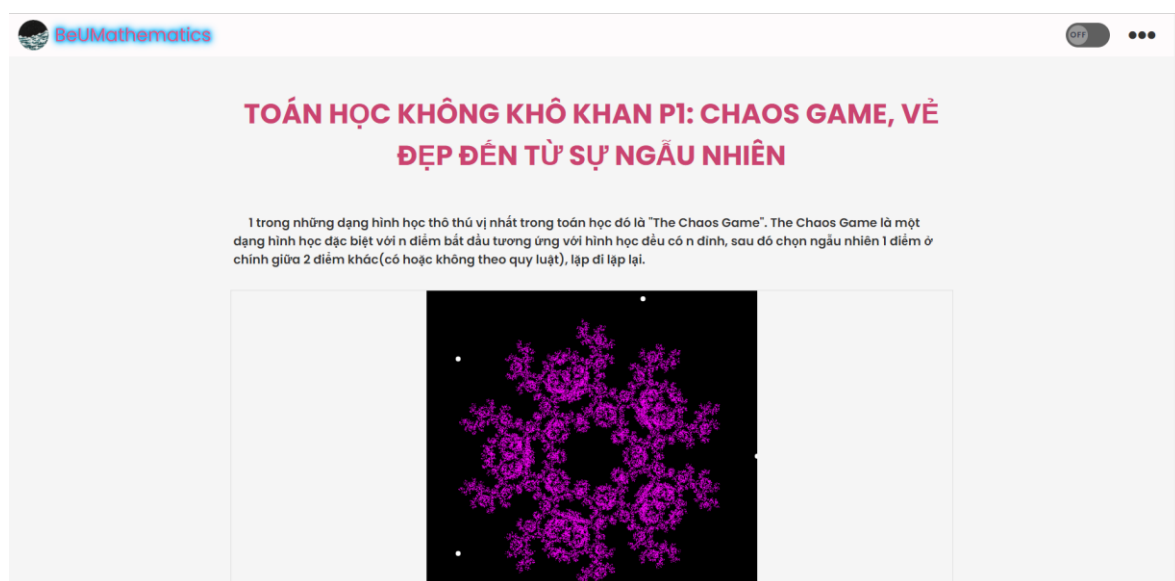 BeUMathematics
OFF
TOÁN HỌC KHÔNG KHÔ KHAN P1: CHAOS GAME, VẺ
ĐẸP ĐẾN TỪ SỰ NGẪU NHIÊN
1 trong những dạng hình học thô thú vị nhất trong toán học đó là "The Chaos Game". The Chaos Game là một
dạng hình học đặc biệt với n điểm bắt đầu tương ứng với hình học đều có n đỉnh, sau đó chọn ngẫu nhiên 1 điểm ở
chính giữa 2 điểm khác(có hoặc không theo quy luật), lặp đi lặp lại.